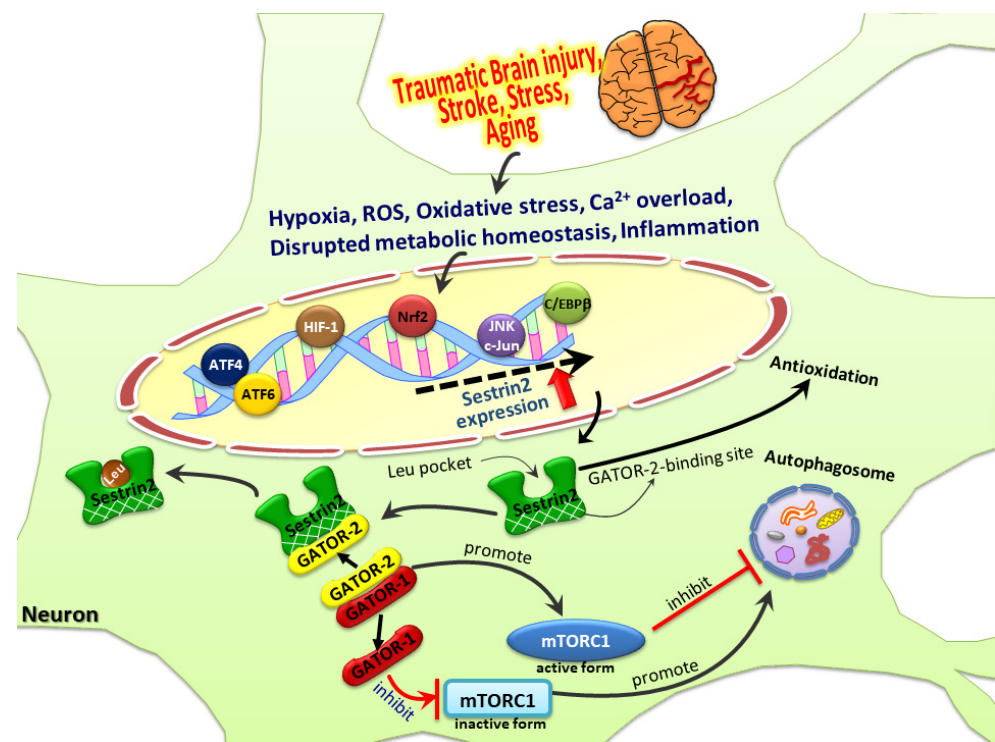 Traumatic Brain injury,
Stroke, Stress,
Aging
Hypoxia, ROS, Oxidative stress, Ca²⁺ overload,
Disrupted metabolic homeostasis, Inflammation
C/EBPβ
Nrf2
HIF-1
JNK
c-Jun
ATF4
ATF6
Sestrin2
expression
Antioxidation
Leu pocket
GATOR-2-binding site
Autophagosome
Leu
Sestrin2
Sestrin2
Sestrin2
GATOR-2
promote
GATOR-2
GATOR-1
inhibit
Neuron
mTORC1
active form
GATOR-1
inhibit
promote
mTORC1
inactive form